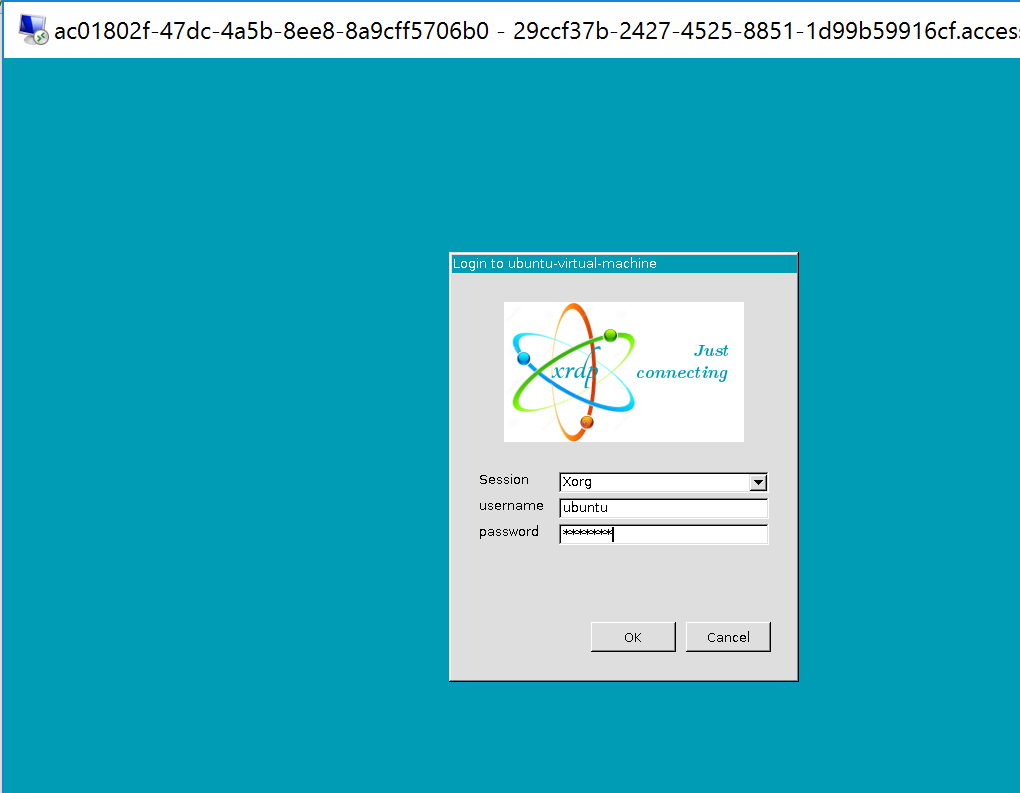 ac01802f-47dc-4a5b-8ee8-8a9cff5706b0 - 29ccf37b-2427-4525-8851-1d99b59916cf.acces
Login to ubuntu-virtual-machine
xrdp
Just
connecting
Session Xorg
username ubuntu
password *******
OK Cancel